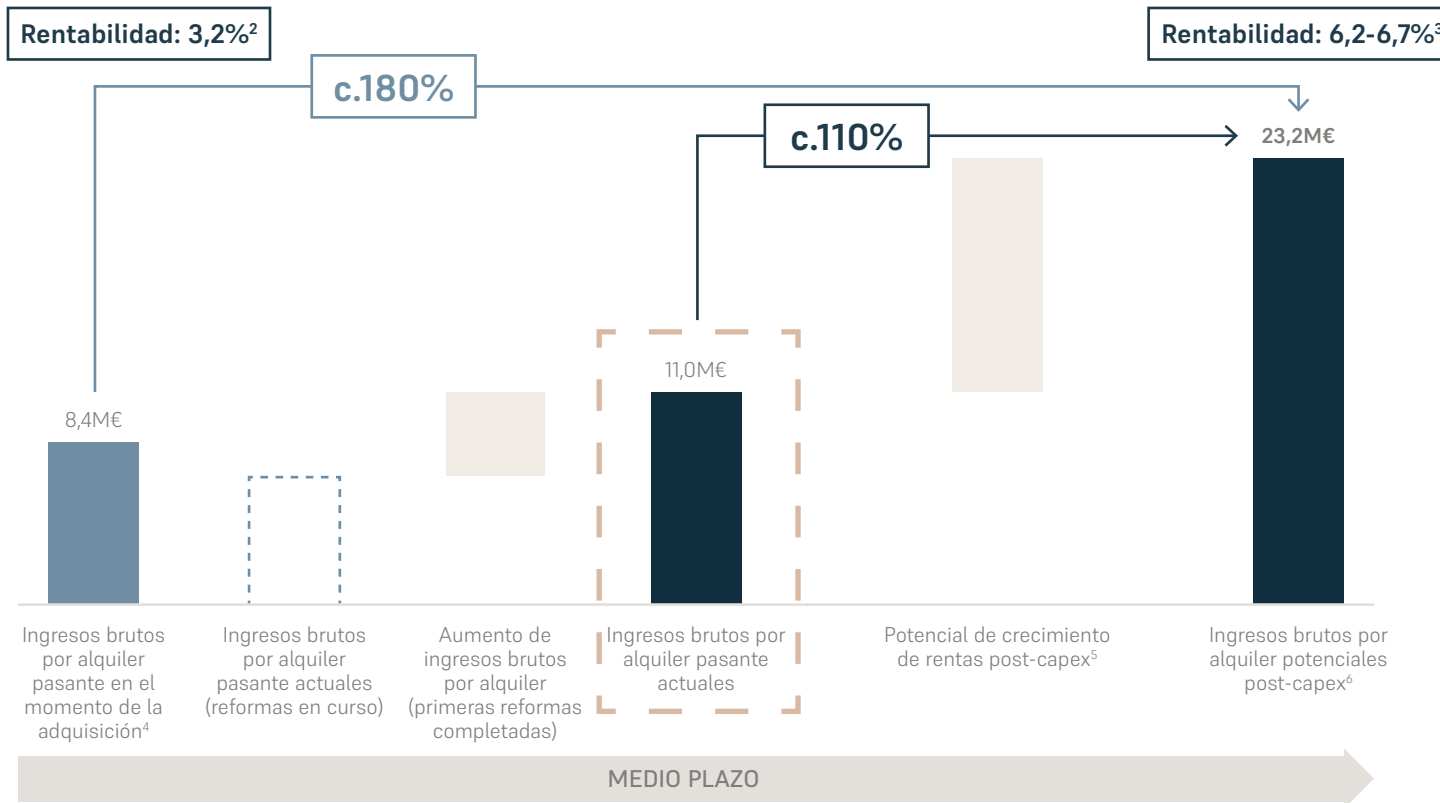 Rentabilidad: 3,2%²
Rentabilidad: 6,2-6,7%³
c.180%
c.110%
23,2M€
11,0M€
8,4M€
Ingresos brutos
por alquiler
pasante en el
momento de la
adquisición⁴
Ingresos brutos
por alquiler
pasante actuales
(reformas en curso)
Aumento de
ingresos brutos
por alquiler
(primeras reformas
completadas)
Ingresos brutos por
alquiler pasante
actuales
Potencial de crecimiento
de rentas post-capex⁵
Ingresos brutos por
alquiler potenciales
post-capex⁶
MEDIO PLAZO